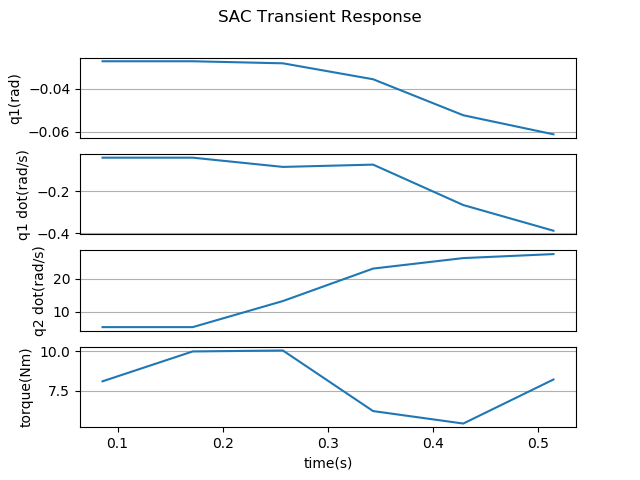 SAC Transient Response
q1(rad)
−0.04
−0.06
q1 dot(rad/s)
−0.2
−0.4
q2 dot(rad/s)
20
10
torque(Nm)
10.0
7.5
0.1 0.2 0.3 0.4 0.5
time(s)